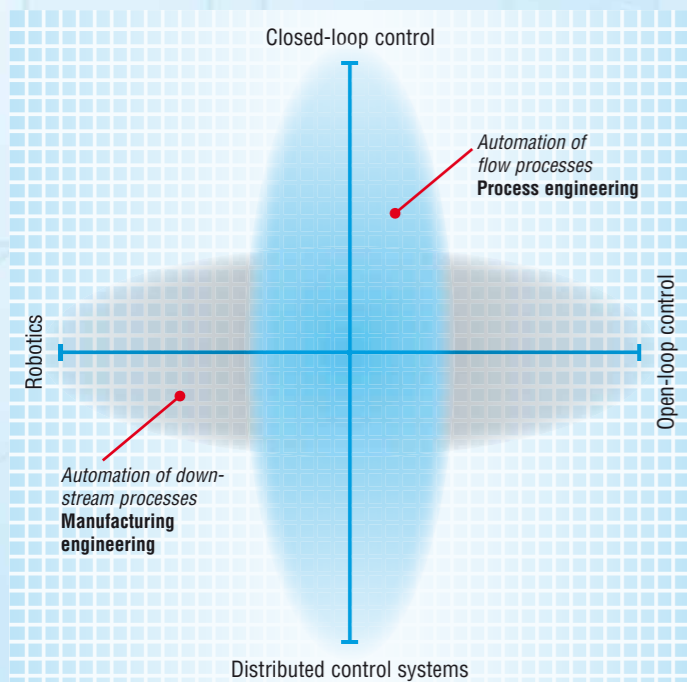 Closed-loop control
Automation of
flow processes
Process engineering
Robotics
Open-loop control
Automation of down-
stream processes
Manufacturing
engineering
Distributed control systems